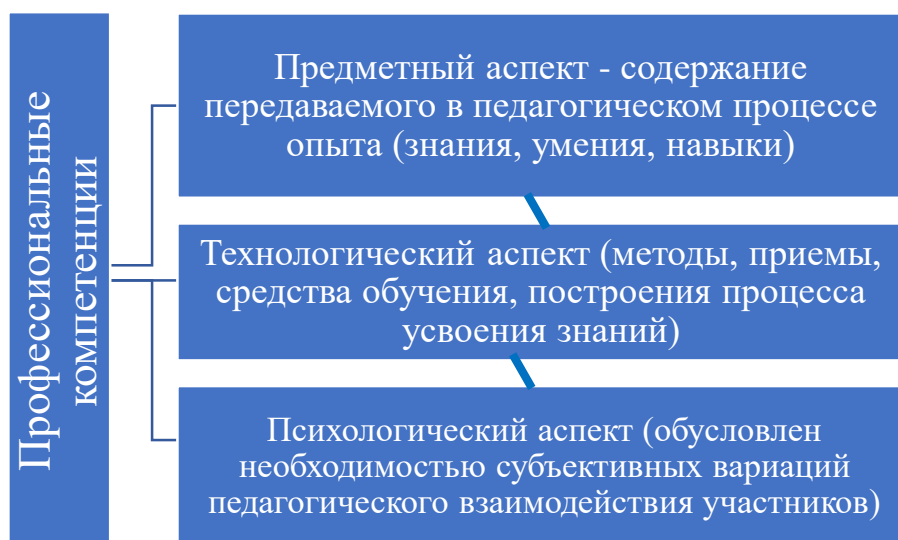 Профессиональные
компетенции
Предметный аспект - содержание
передаваемого в педагогическом процессе
опыта (знания, умения, навыки)
Технологический аспект (методы, приемы,
средства обучения, построения процесса
усвоения знаний)
Психологический аспект (обусловлен
необходимостью субъективных вариаций
педагогического взаимодействия участников)